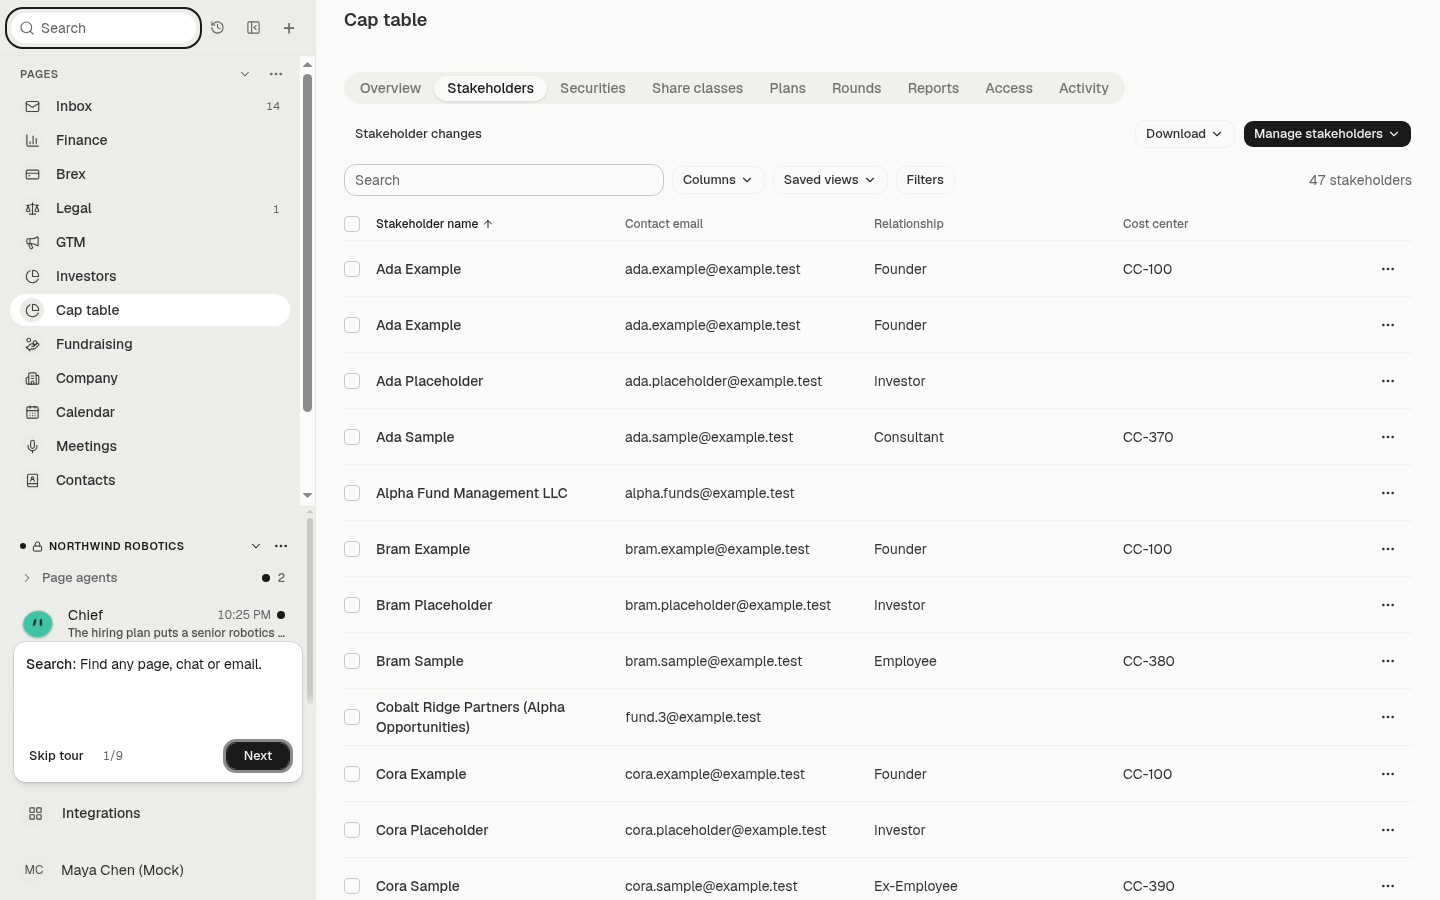 Search
PAGES
Inbox 14
Finance
Brex
Legal 1
GTM
Investors
Cap table
Fundraising
Company
Calendar
Meetings
Contacts
NORTHWIND ROBOTICS
Page agents 2
Chief 10:25 PM
The hiring plan puts a senior robotics ...
Search: Find any page, chat or email.
Skip tour 1/9 Next
Integrations
MC Maya Chen (Mock)
Cap table
Overview Stakeholders Securities Share classes Plans Rounds Reports Access Activity
Stakeholder changes Download Manage stakeholders
Search Columns Saved views Filters 47 stakeholders
Stakeholder name Contact email Relationship Cost center
Ada Example ada.example@example.test Founder CC-100
Ada Example ada.example@example.test Founder
Ada Placeholder ada.placeholder@example.test Investor
Ada Sample ada.sample@example.test Consultant CC-370
Alpha Fund Management LLC alpha.funds@example.test
Bram Example bram.example@example.test Founder CC-100
Bram Placeholder bram.placeholder@example.test Investor
Bram Sample bram.sample@example.test Employee CC-380
Cobalt Ridge Partners (Alpha
Opportunities) fund.3@example.test
Cora Example cora.example@example.test Founder CC-100
Cora Placeholder cora.placeholder@example.test Investor
Cora Sample cora.sample@example.test Ex-Employee CC-390